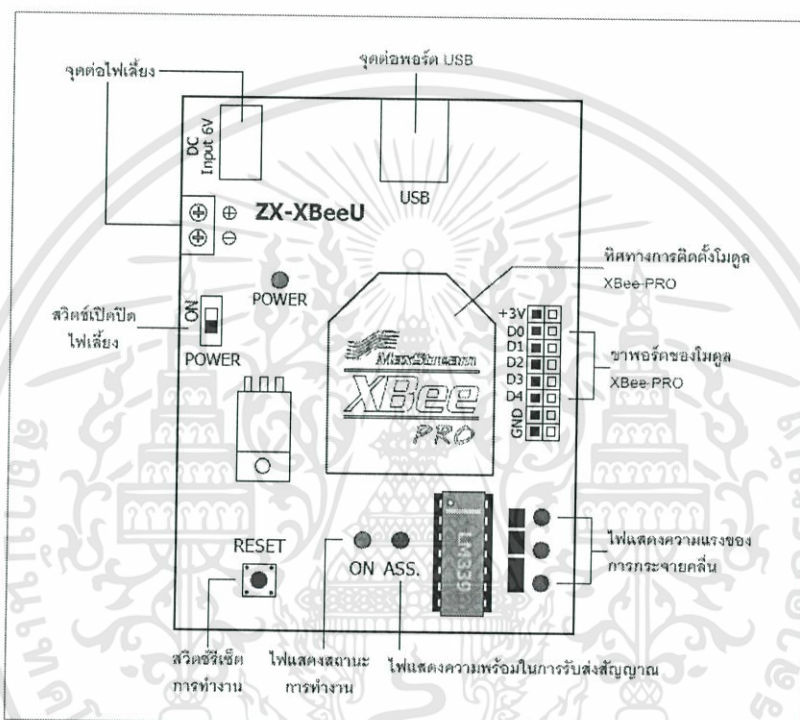 จุดต่อพอร์ต USB
จุดต่อไฟเลี้ยง
DC
Input 6V
USB
ZX-XBeeU
ทิศทางการติดตั้งโมดูล
XBee-PRO
POWER
ON
สวิตช์เปิดปิด
ไฟเลี้ยง
POWER
+3V
D0
D1
D2
D3
D4
GND
ขาพอร์ตของโมดูล
XBee-PRO
MaxStream
XBee
PRO
LM339
RESET
ON ASS.
ไฟแสดงความแรงของ
การกระจายคลื่น
สวิตช์รีเซ็ต
การทำงาน
ไฟแสดงสถานะ
การทำงาน
ไฟแสดงความพร้อมในการรับส่งสัญญาณ